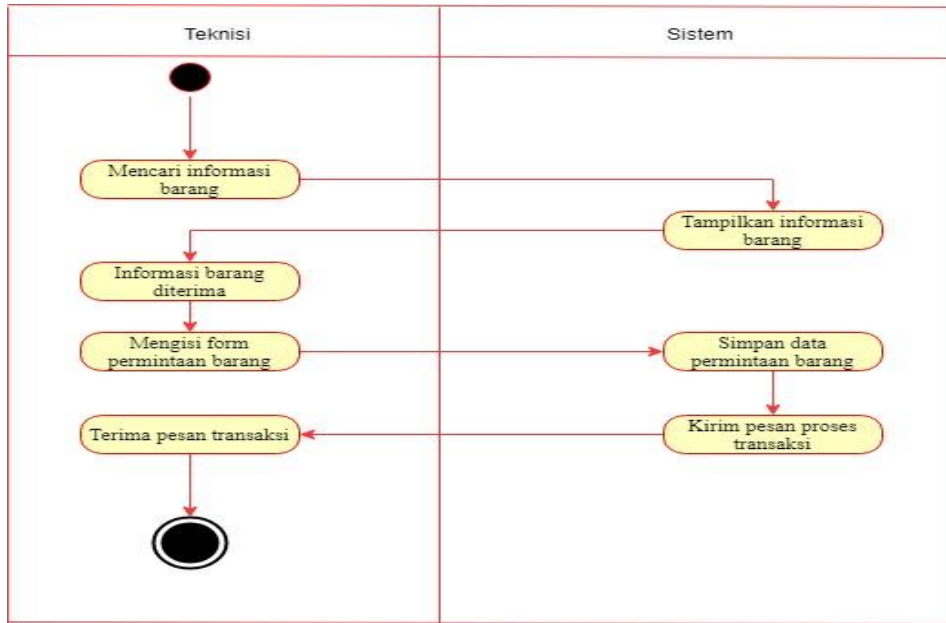 Teknisi
Sistem
Mencari informasi
barang
Tampilkan informasi
barang
Informasi barang
diterima
Mengisi form
permintaan barang
Simpan data
permintaan barang
Kirim pesan proses
transaksi
Terima pesan transaksi